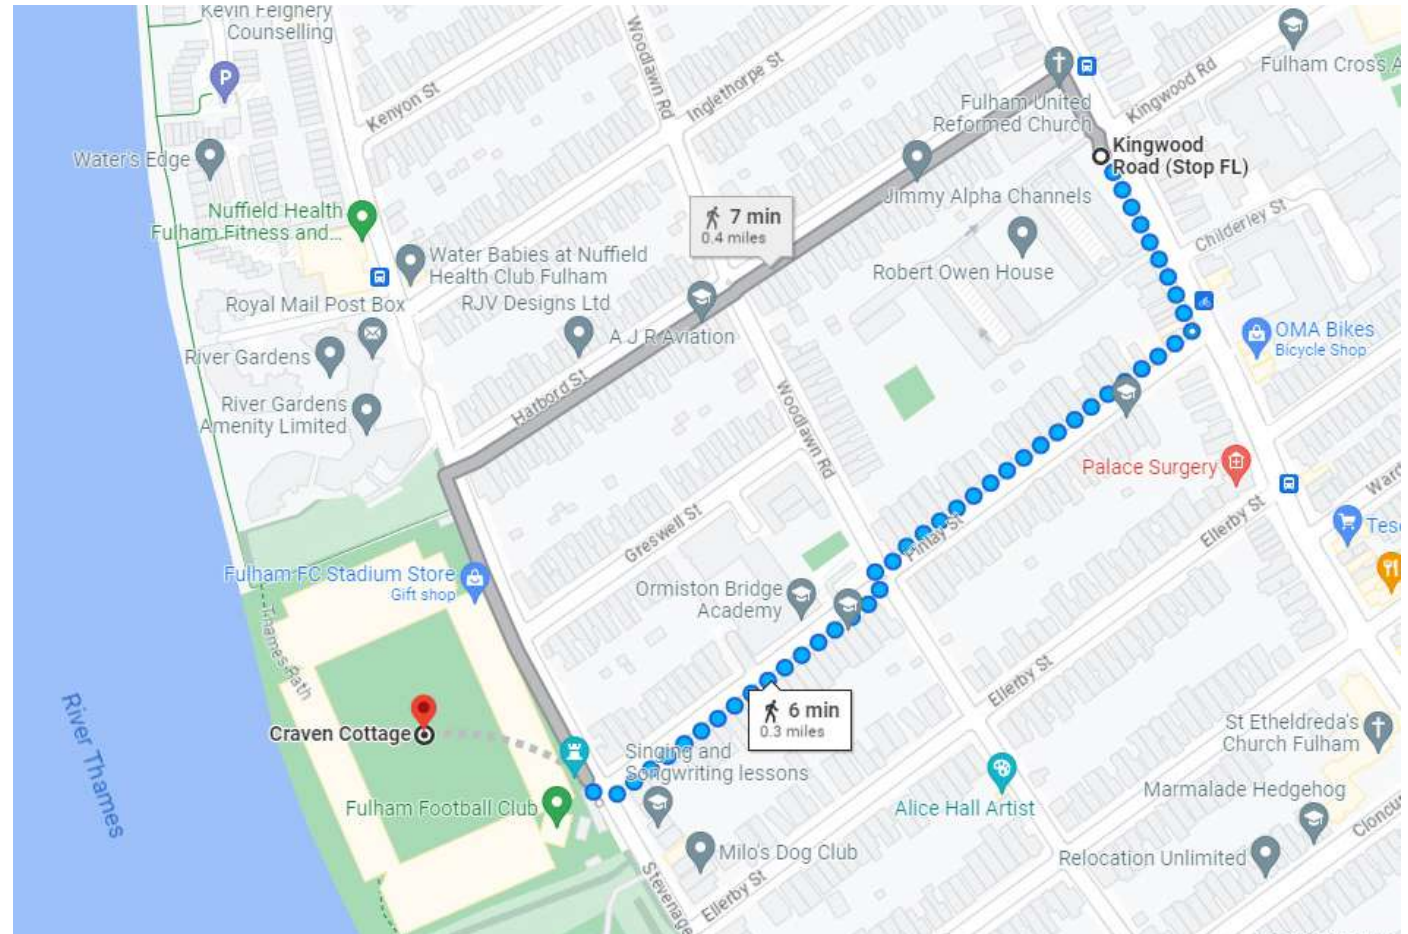 Kevin Feighery
Counselling
Woodlawn Rd
Inglethorpe St
Kenyon St
P
Fulham Cross A
Kingwood Rd
Fulham United
Reformed Church
Kingwood
Road (Stop FL)
Water's Edge
Jimmy Alpha Channels
Childerley St
Nuffield Health
Fulham Fitness and...
7 min
0.4 miles
Water Babies at Nuffield
Health Club Fulham
Robert Owen House
Royal Mail Post Box
RJV Designs Ltd
A J R Aviation
OMA Bikes
Bicycle Shop
River Gardens
Harbord St
Woodlawn Rd
River Gardens
Amenity Limited
Palace Surgery
Ward
Ellerby St
Greswell St
Finlay St
Tesc
Fulham FC Stadium Store
Gift shop
Ormiston Bridge
Academy
Thames Path
Ellerby St
6 min
0.3 miles
River Thames
Craven Cottage
St Etheldreda's
Church Fulham
Singing and
Songwriting lessons
Marmalade Hedgehog
Fulham Football Club
Alice Hall Artist
Cloncur
Milo's Dog Club
Relocation Unlimited
Stevenage
Ellerby St